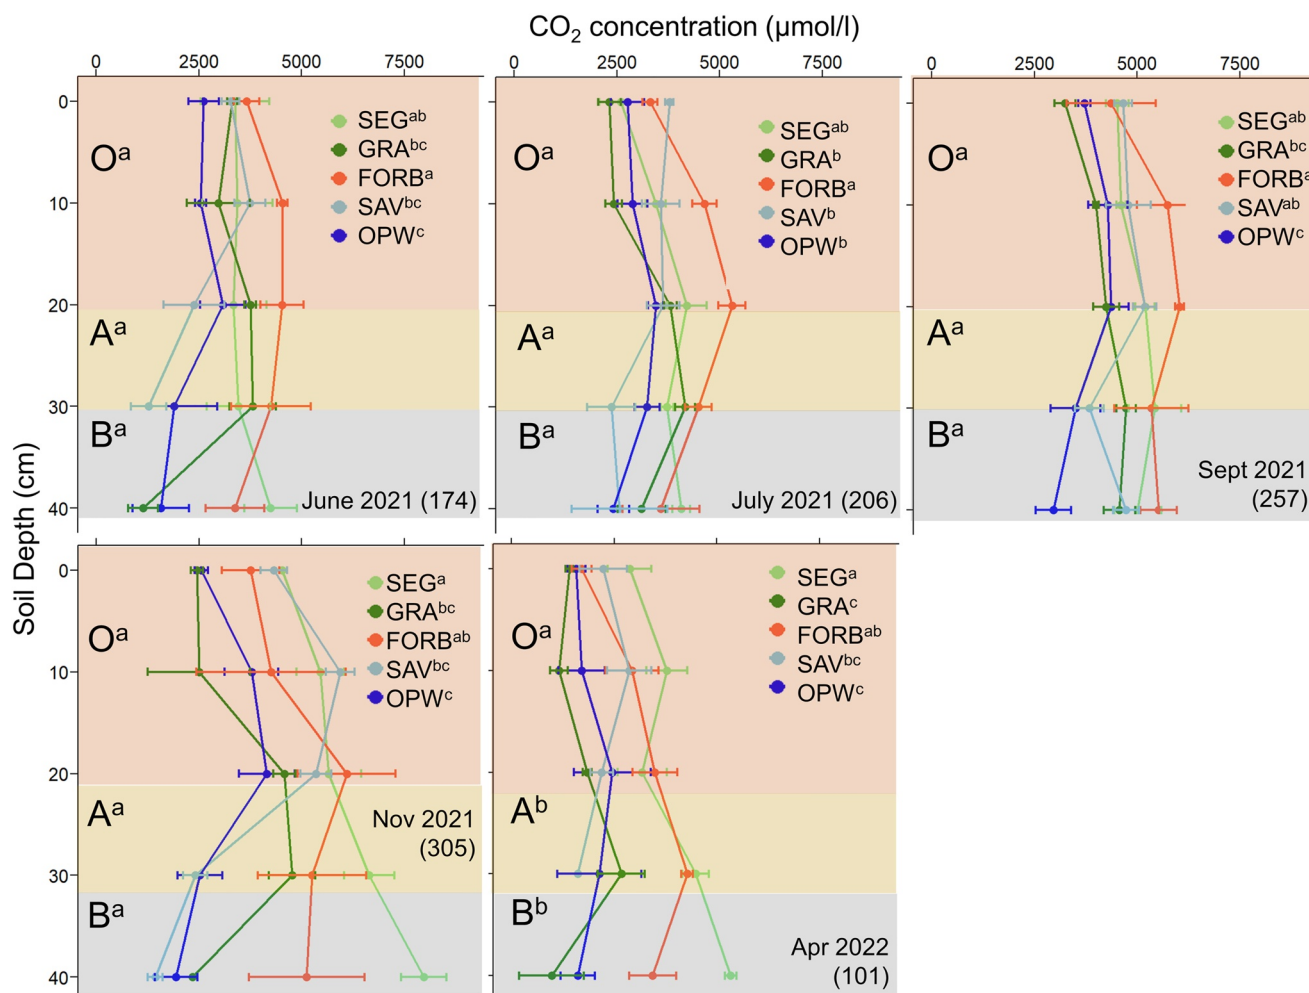 CO₂ concentration (µmol/l)
0 2500 5000 7500
0 2500 5000 7500
0 2500 5000 7500
Soil Depth (cm)
0
10
20
30
40
Oᵃ
Aᵃ
Bᵃ
SEGᵃᵇ
GRAᵇᶜ
FORBᵃ
SAVᵇᶜ
OPWᶜ
June 2021 (174)
Oᵃ
Aᵃ
Bᵃ
SEGᵃᵇ
GRAᵇ
FORBᵃ
SAVᵇ
OPWᵇ
July 2021 (206)
Oᵃ
Aᵃ
Bᵃ
SEGᵃᵇ
GRAᵇᶜ
FORBᵃ
SAVᵃᵇ
OPWᶜ
Sept 2021
(257)
0
10
20
30
40
Oᵃ
Aᵃ
Bᵃ
SEGᵃ
GRAᵇᶜ
FORBᵃᵇ
SAVᵇᶜ
OPWᶜ
Nov 2021
(305)
Oᵃ
Aᵇ
Bᵇ
SEGᵃ
GRAᶜ
FORBᵃᵇ
SAVᵇᶜ
OPWᶜ
Apr 2022
(101)